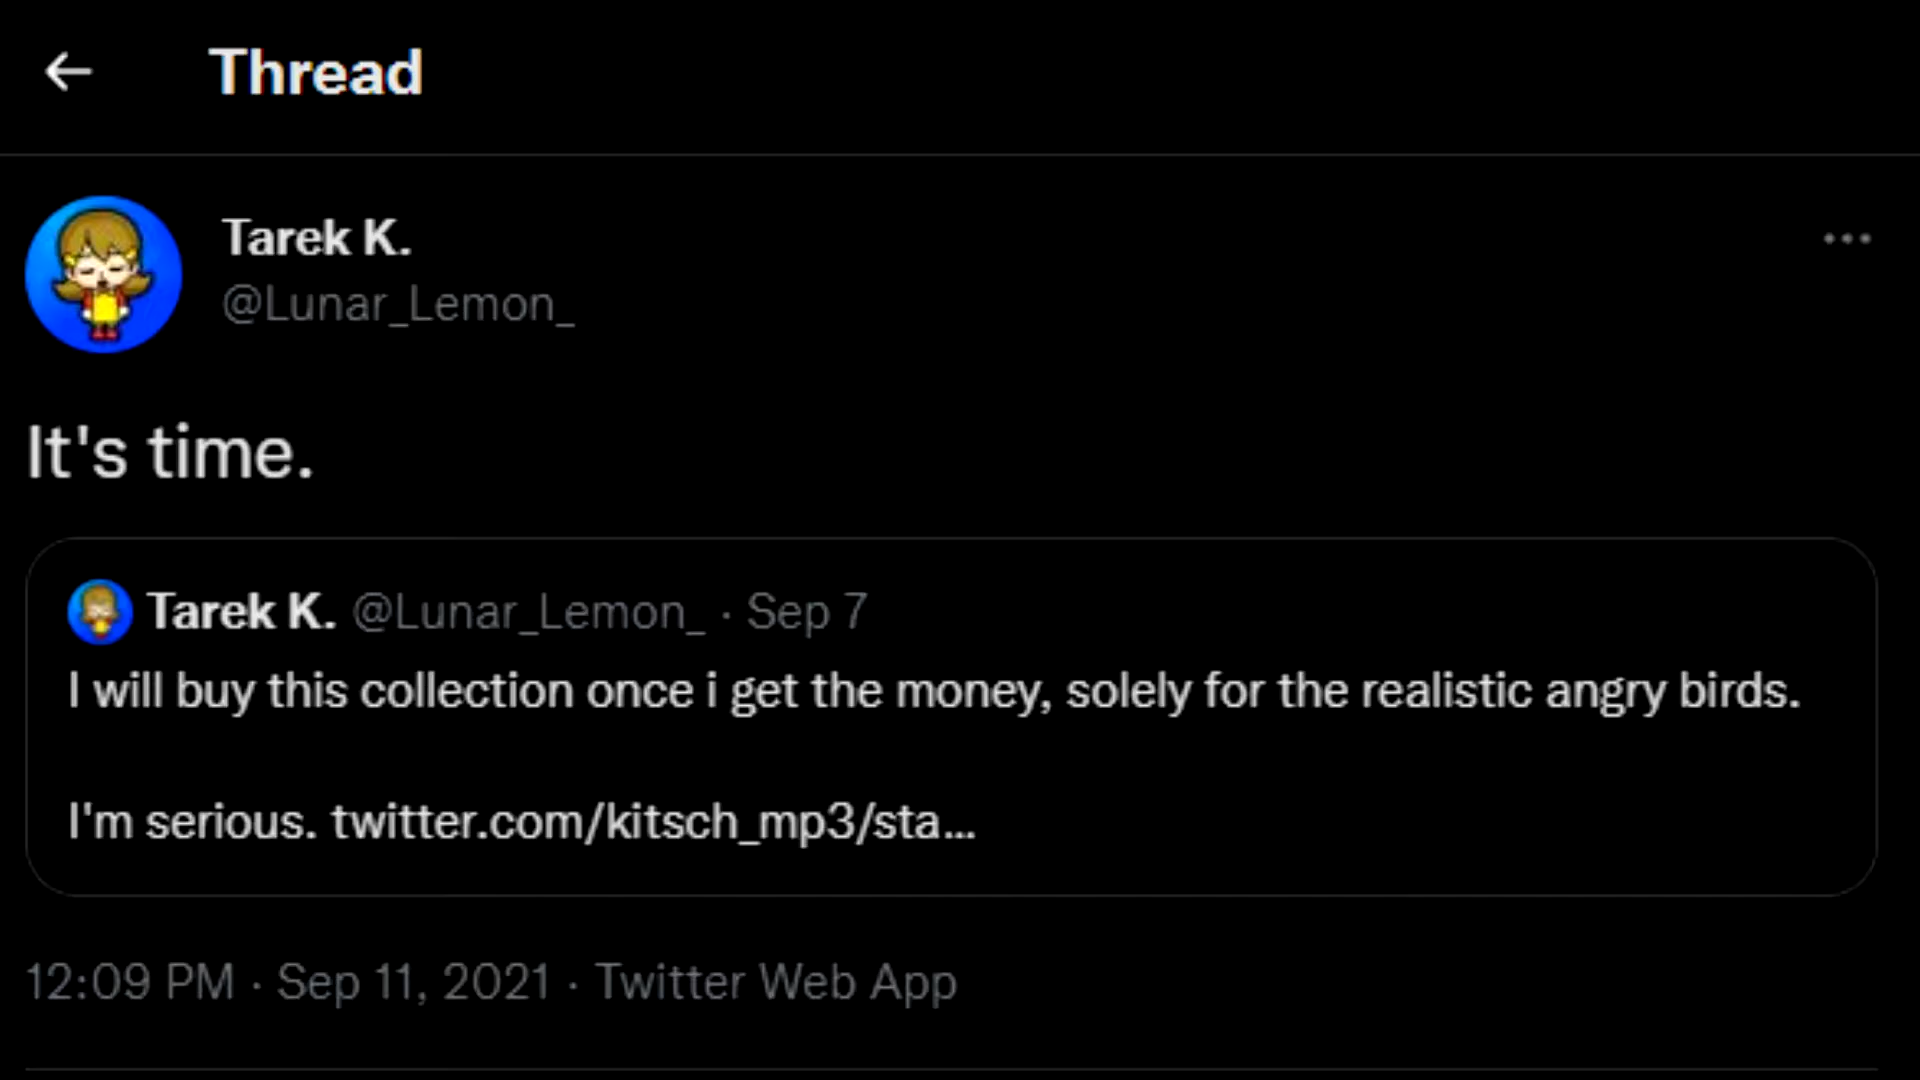 Thread
Tarek K.
@Lunar_Lemon_
It's time.
Tarek K. @Lunar_Lemon_ · Sep 7
I will buy this collection once i get the money, solely for the realistic angry birds.
I'm serious. twitter.com/kitsch_mp3/sta...
12:09 PM · Sep 11, 2021 · Twitter Web App